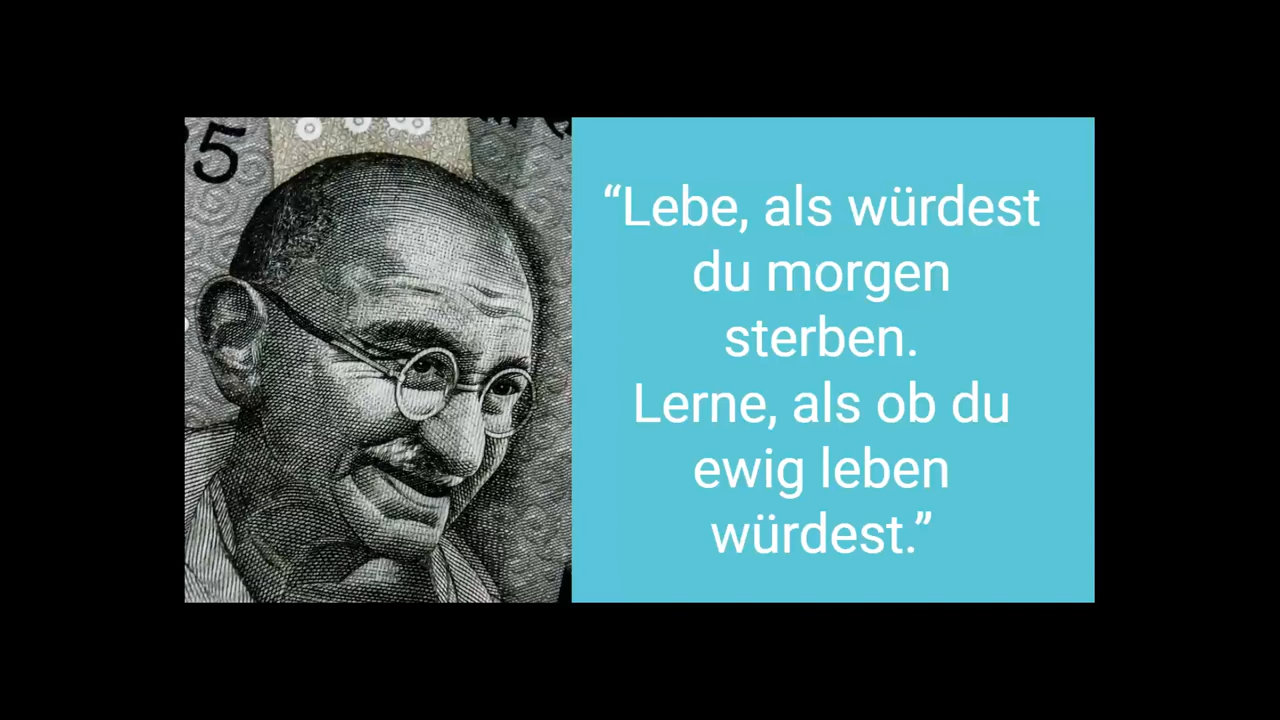 5
“Lebe, als würdest
du morgen
sterben.
Lerne, als ob du
ewig leben
würdest.”